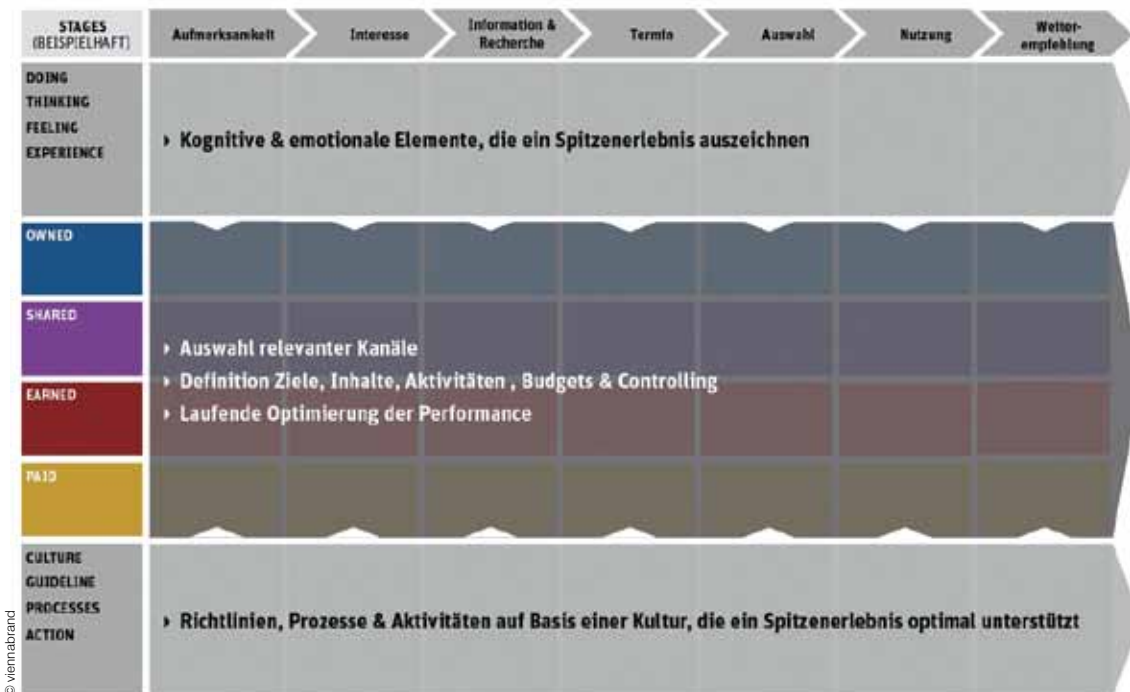 STAGES
(BEISPIELHAFT)
Aufmerksamkeit
Interesse
Information &
Recherche
Termin
Auswahl
Nutzung
Weiter-
empfehlung
DOING
THINKING
FEELING
EXPERIENCE
› Kognitive & emotionale Elemente, die ein Spitzenerlebnis auszeichnen
OWNED
SHARED
EARNED
PAID
› Auswahl relevanter Kanäle
› Definition Ziele, Inhalte, Aktivitäten , Budgets & Controlling
› Laufende Optimierung der Performance
CULTURE
GUIDELINE
PROCESSES
ACTION
› Richtlinien, Prozesse & Aktivitäten auf Basis einer Kultur, die ein Spitzenerlebnis optimal unterstützt
© viennabrand